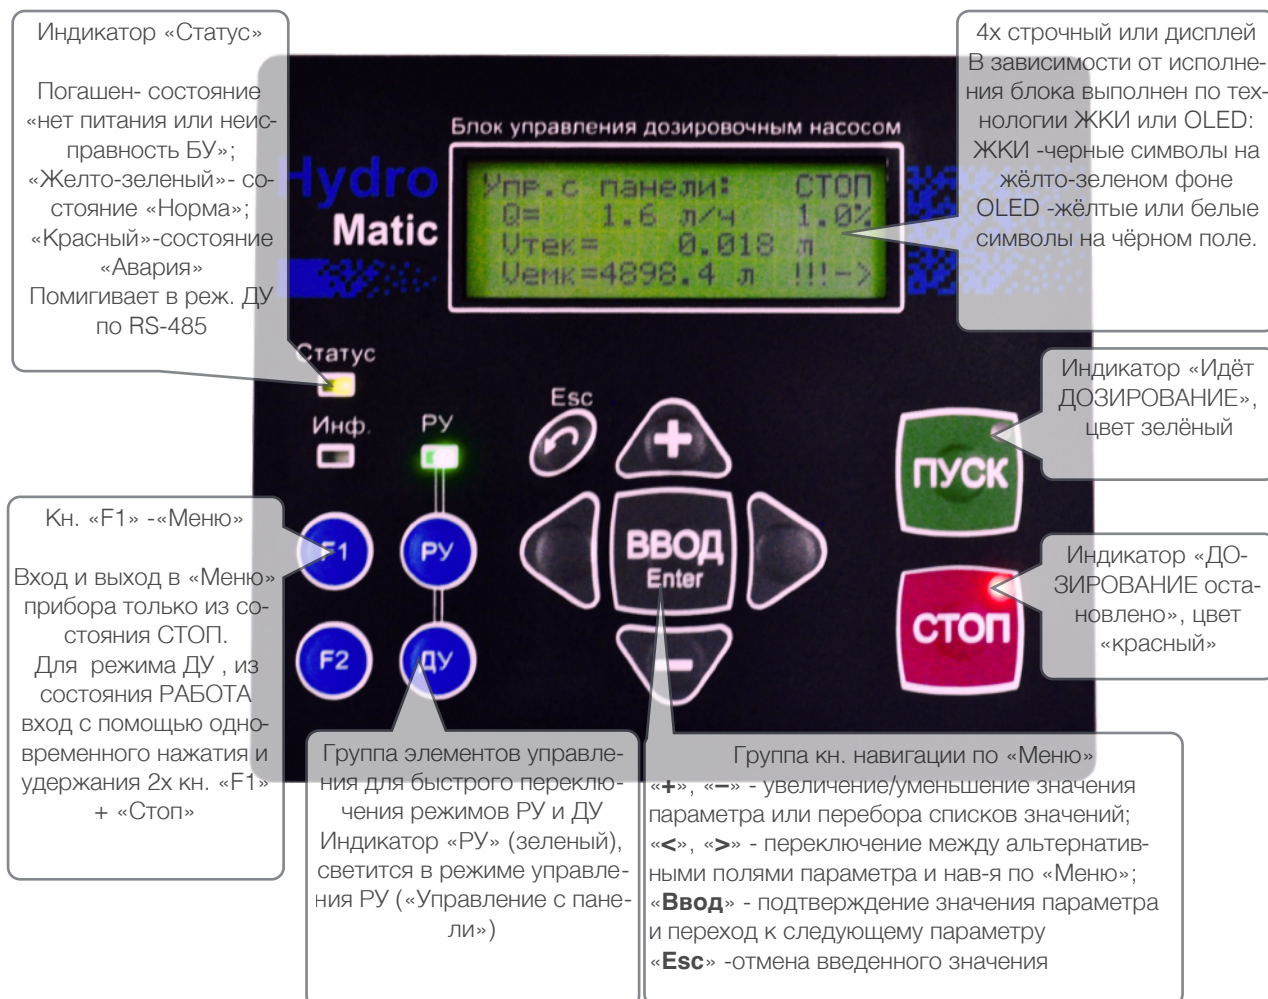 Индикатор «Статус»
Погашен- состояние
«нет питания или неис-
правность БУ»;
«Желто-зеленый»- со-
стояние «Норма»;
«Красный»-состояние
«Авария»
Помигивает в реж. ДУ
по RS-485
4х строчный или дисплей
В зависимости от исполне-
ния блока выполнен по тех-
нологии ЖКИ или OLED:
ЖКИ -черные символы на
жёлто-зеленом фоне
OLED -жёлтые или белые
символы на чёрном поле.
Блок управления дозировочным насосом
Hydro
Matic
Упр.с панели: СТОП
Q= 1.6 л/ч 1.0%
Vтек= 0.018 л
Vемк=4898.4 л !!!->
Статус
Инф.
РУ
Esc
+
ПУСК
Индикатор «Идёт
ДОЗИРОВАНИЕ»,
цвет зелёный
F1
РУ
ВВОД
Enter
СТОП
Индикатор «ДО-
ЗИРОВАНИЕ оста-
новлено», цвет
«красный»
F2
ДУ
−
Кн. «F1» -«Меню»
Вход и выход в «Меню»
прибора только из со-
стояния СТОП.
Для режима ДУ , из
состояния РАБОТА
вход с помощью одно-
временного нажатия и
удержания 2х кн. «F1»
+ «Стоп»
Группа элементов управле-
ния для быстрого переклю-
чения режимов РУ и ДУ
Индикатор «РУ» (зеленый),
светится в режиме управле-
ния РУ («Управление с пане-
ли»)
Группа кн. навигации по «Меню»
«+», «–» - увеличение/уменьшение значения
параметра или перебора списков значений;
«<», «>» - переключение между альтернатив-
ными полями параметра и нав-я по «Меню»;
«Ввод» - подтверждение значения параметра
и переход к следующему параметру
«Esc» -отмена введенного значения